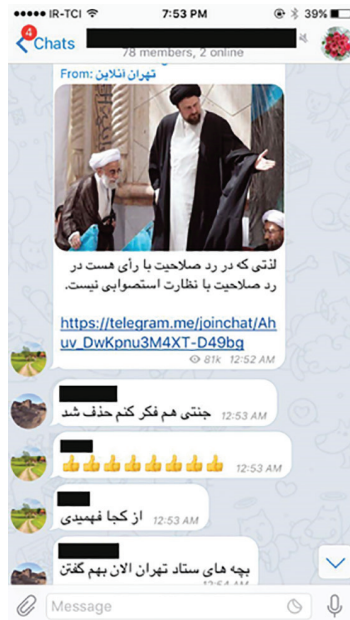 IR-TCI
7:53 PM
39%
4
Chats
78 members, 2 online
From: تهران آنلاین
لذتی که در رد صلاحیت با رأی هست در
رد صلاحیت با نظارت استصوابی نیست.
https://telegram.me/joinchat/Ah
uv_DwKpnu3M4XT-D49bg
81k 12:52 AM
جنتی هم فکر کنم حذف شد
12:53 AM
👍👍👍👍👍👍👍👍
12:53 AM
از کجا فهمیدی
12:53 AM
بچه های ستاد تهران الان بهم گفتن
12:54 AM
Message